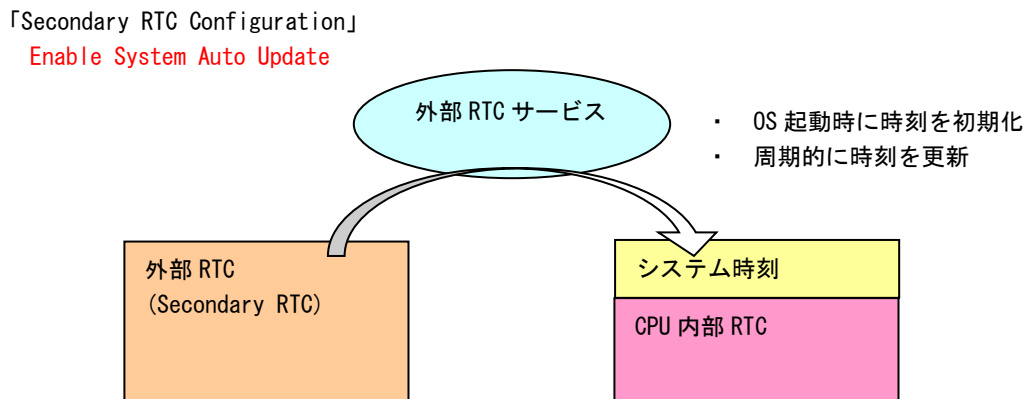 「Secondary RTC Configuration」
Enable System Auto Update
外部 RTC サービス
・ OS 起動時に時刻を初期化
・ 周期的に時刻を更新
外部 RTC
(Secondary RTC)
システム時刻
CPU 内部 RTC